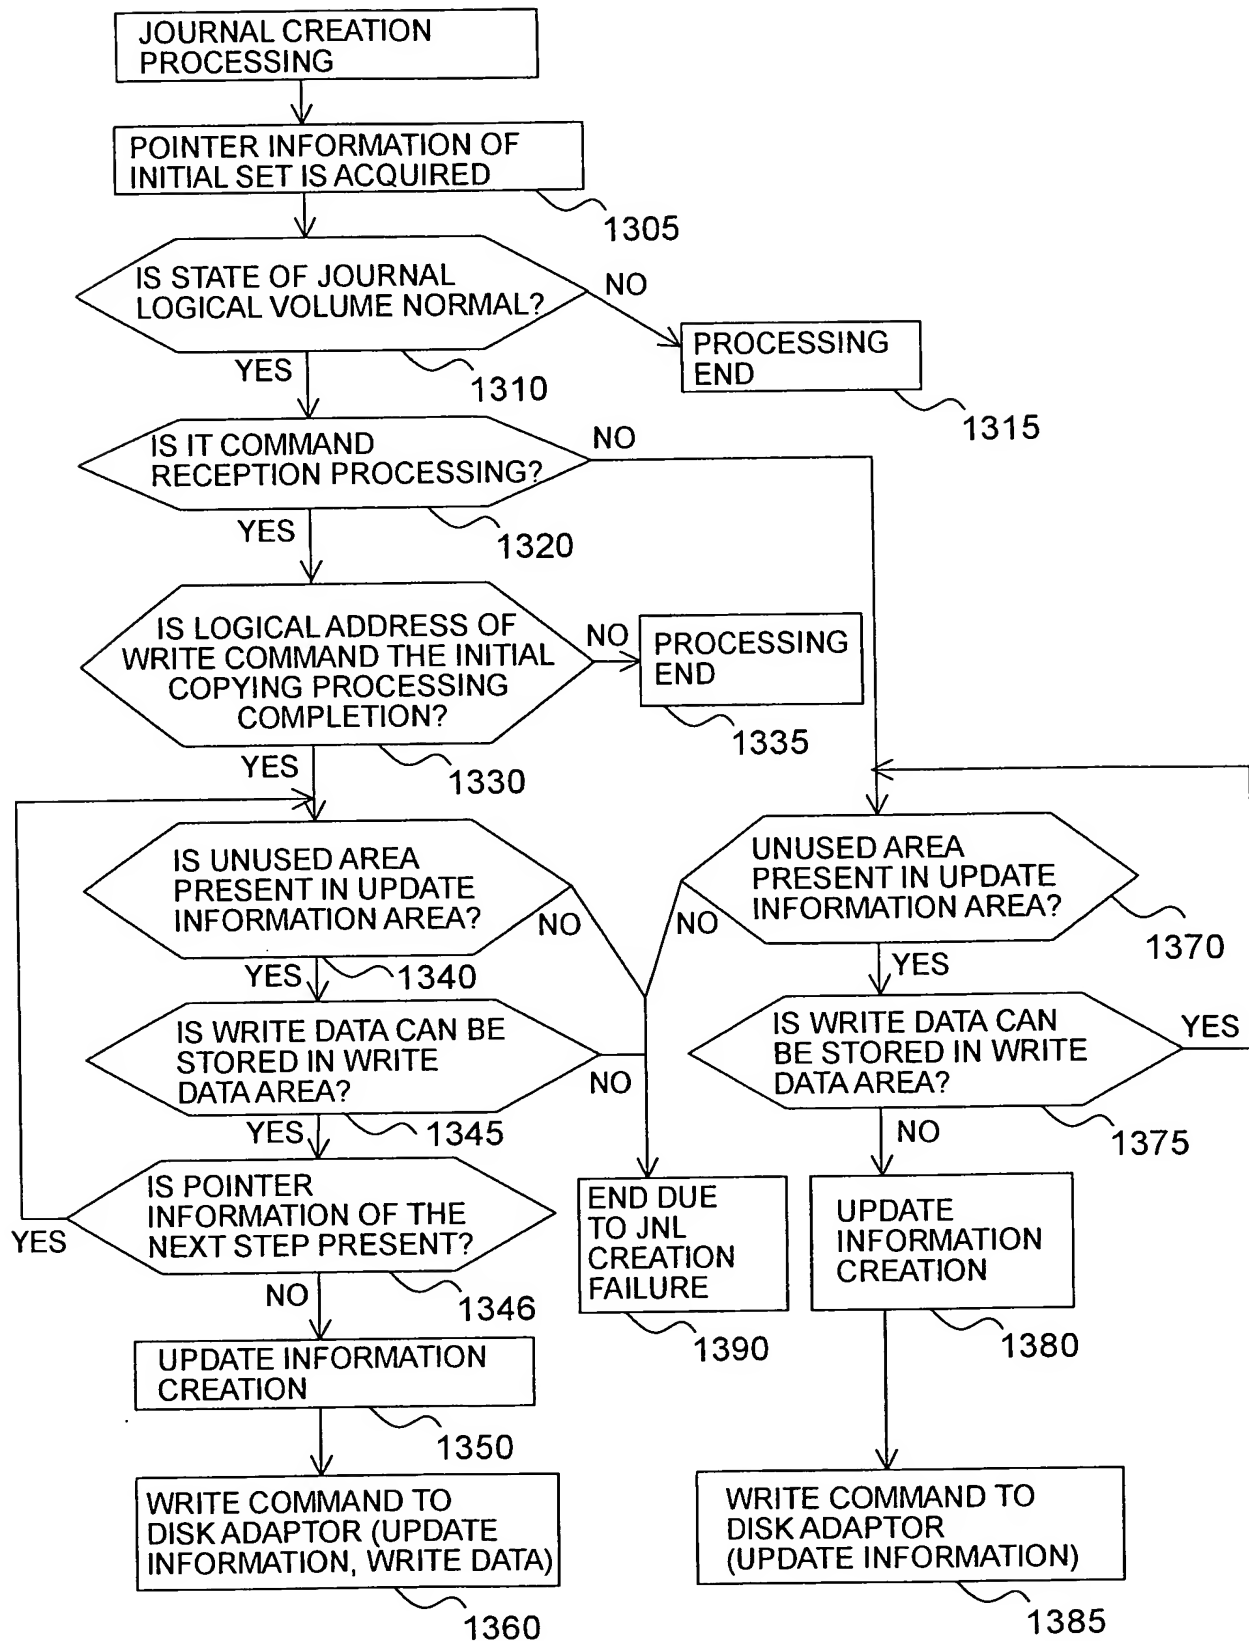 JOURNAL CREATION
PROCESSING
POINTER INFORMATION OF
INITIAL SET IS ACQUIRED
1305
IS STATE OF JOURNAL
LOGICAL VOLUME NORMAL?
NO
YES
1310
PROCESSING
END
1315
IS IT COMMAND
RECEPTION PROCESSING?
NO
YES
1320
IS LOGICAL ADDRESS OF
WRITE COMMAND THE INITIAL
COPYING PROCESSING
COMPLETION?
NO
PROCESSING
END
1335
YES
1330
IS UNUSED AREA
PRESENT IN UPDATE
INFORMATION AREA?
NO
YES
1340
UNUSED AREA
PRESENT IN UPDATE
INFORMATION AREA?
NO
1370
YES
IS WRITE DATA CAN BE
STORED IN WRITE
DATA AREA?
NO
YES
1345
IS WRITE DATA CAN
BE STORED IN WRITE
DATA AREA?
YES
NO
1375
IS POINTER
INFORMATION OF THE
NEXT STEP PRESENT?
YES
NO
1346
END DUE
TO JNL
CREATION
FAILURE
1390
UPDATE
INFORMATION
CREATION
1380
UPDATE INFORMATION
CREATION
1350
WRITE COMMAND TO
DISK ADAPTOR (UPDATE
INFORMATION, WRITE DATA)
1360
WRITE COMMAND TO
DISK ADAPTOR
(UPDATE INFORMATION)
1385